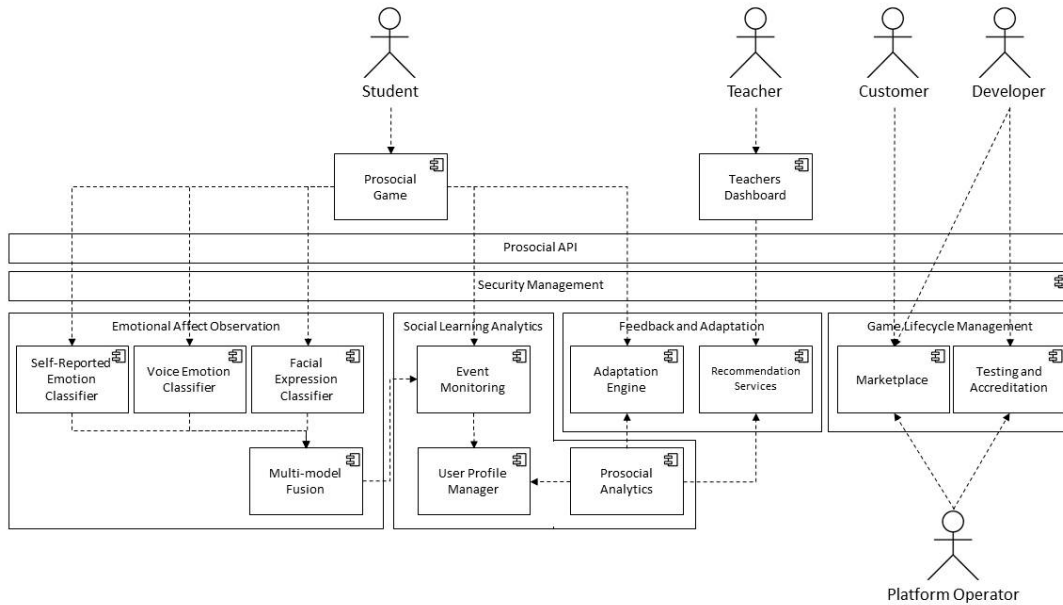 Student
Teacher
Customer
Developer
Prosocial
Game
Teachers
Dashboard
Prosocial API
Security Management
Emotional Affect Observation
Social Learning Analytics
Feedback and Adaptation
Game Lifecycle Management
Self-Reported
Emotion
Classifier
Voice Emotion
Classifier
Facial
Expression
Classifier
Event
Monitoring
Adaptation
Engine
Recommendation
Services
Marketplace
Testing and
Accreditation
Multi-model
Fusion
User Profile
Manager
Prosocial
Analytics
Platform Operator